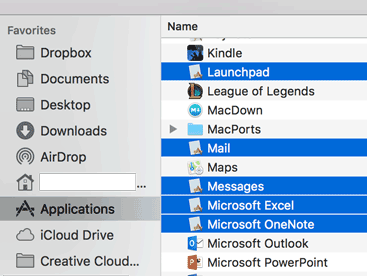 Favorites
Dropbox
Documents
Desktop
Downloads
AirDrop
...
Applications
iCloud Drive
Creative Cloud...
Name
Kindle
Launchpad
League of Legends
MacDown
MacPorts
Mail
Maps
Messages
Microsoft Excel
Microsoft OneNote
Microsoft Outlook
Microsoft PowerPoint